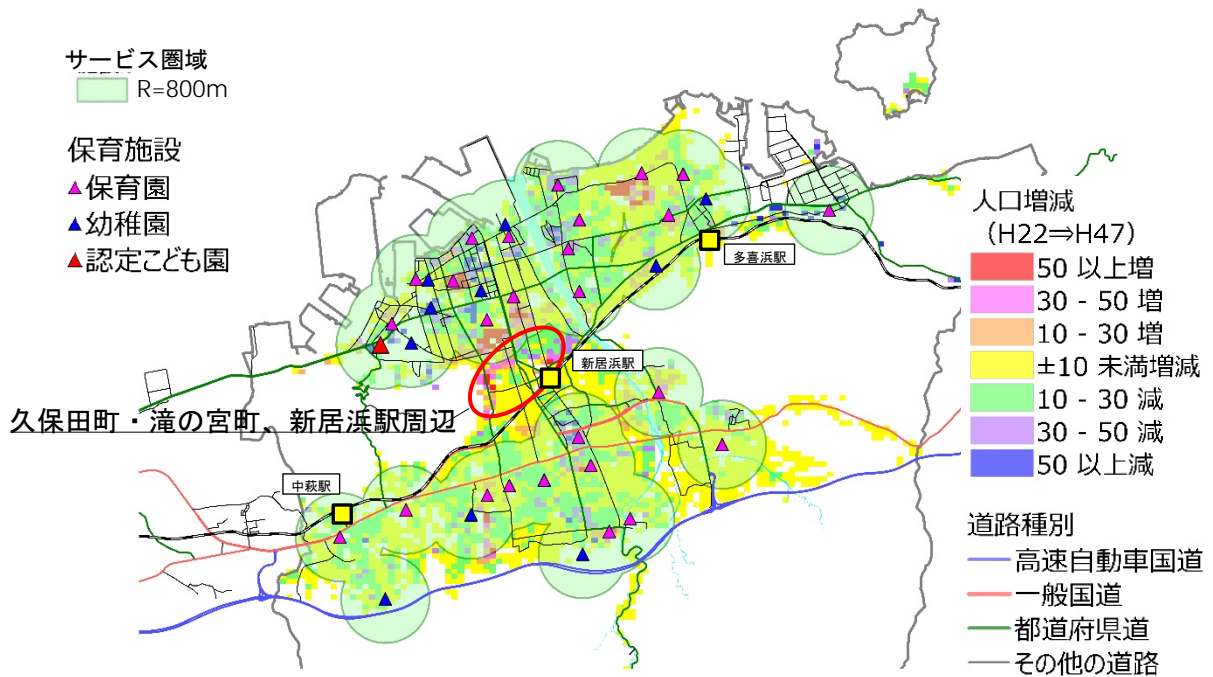 サービス圏域
R=800m
保育施設
保育園
幼稚園
認定こども園
多喜浜駅
新居浜駅
久保田町・滝の宮町、新居浜駅周辺
中萩駅
人口増減
(H22⇒H47)
50 以上増
30 - 50 増
10 - 30 増
±10 未満増減
10 - 30 減
30 - 50 減
50 以上減
道路種別
高速自動車国道
一般国道
都道府県道
その他の道路